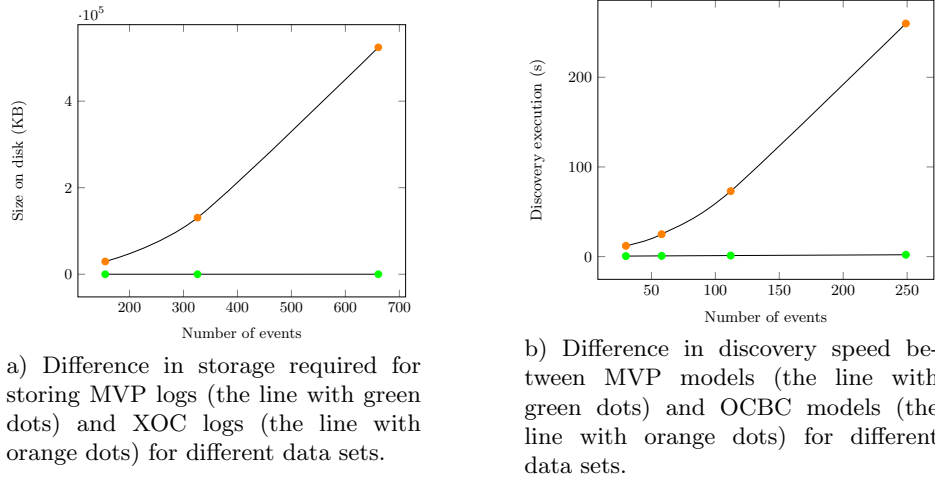 ·10⁵
4
2
0
Size on disk (KB)
200 300 400 500 600 700
Number of events
a) Difference in storage required for
storing MVP logs (the line with green
dots) and XOC logs (the line with
orange dots) for different data sets.
200
100
0
Discovery execution (s)
50 100 150 200 250
Number of events
b) Difference in discovery speed be-
tween MVP models (the line with
green dots) and OCBC models (the
line with orange dots) for different
data sets.